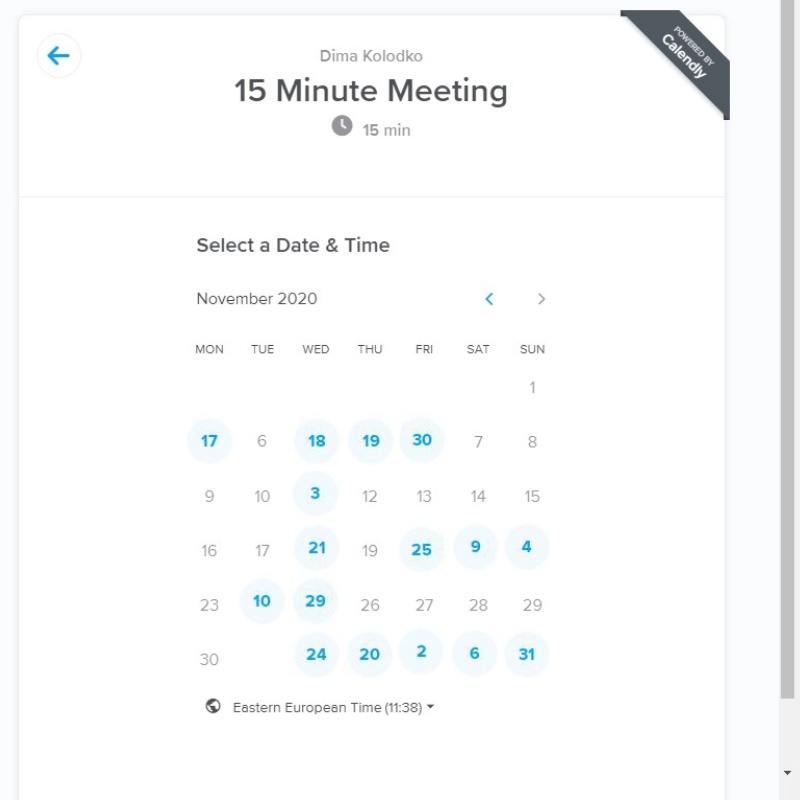 POWERED BY
Calendly
Dima Kolodko
15 Minute Meeting
15 min
Select a Date & Time
November 2020
MON TUE WED THU FRI SAT SUN
1
17 6 18 19 30 7 8
9 10 3 12 13 14 15
16 17 21 19 25 9 4
23 10 29 26 27 28 29
30 24 20 2 6 31
Eastern European Time (11:38)